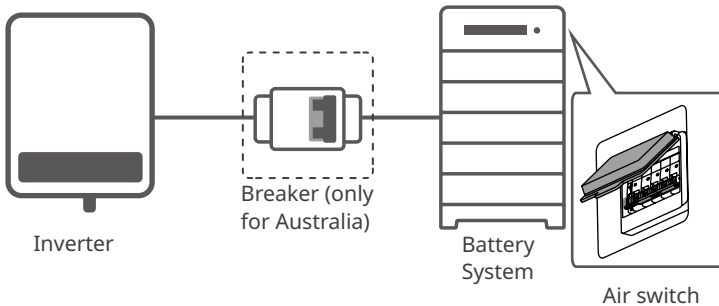 Inverter
Breaker (only
for Australia)
Battery
System
Air switch